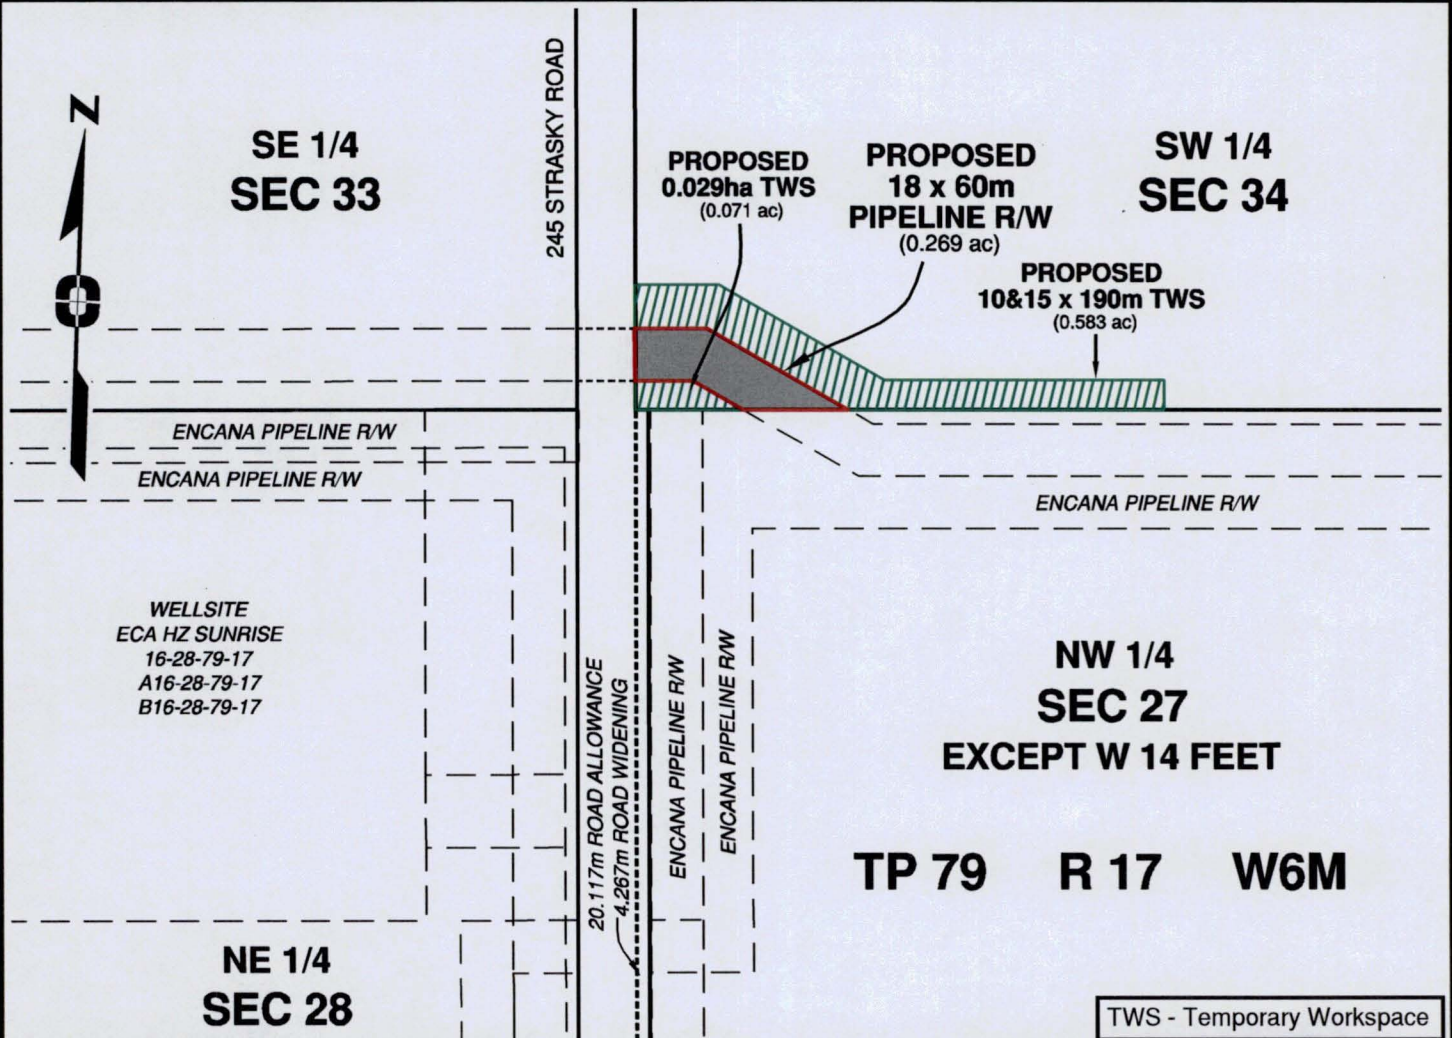 N
SE 1/4
SEC 33
245 STRASKY ROAD
PROPOSED
0.029ha TWS
(0.071 ac)
PROPOSED
18 x 60m
PIPELINE R/W
(0.269 ac)
SW 1/4
SEC 34
PROPOSED
10&15 x 190m TWS
(0.583 ac)
ENCANA PIPELINE R/W
ENCANA PIPELINE R/W
ENCANA PIPELINE R/W
WELLSITE
ECA HZ SUNRISE
16-28-79-17
A16-28-79-17
B16-28-79-17
20.117m ROAD ALLOWANCE
4.267m ROAD WIDENING
ENCANA PIPELINE R/W
ENCANA PIPELINE R/W
NW 1/4
SEC 27
EXCEPT W 14 FEET
TP 79 R 17 W6M
NE 1/4
SEC 28
TWS - Temporary Workspace